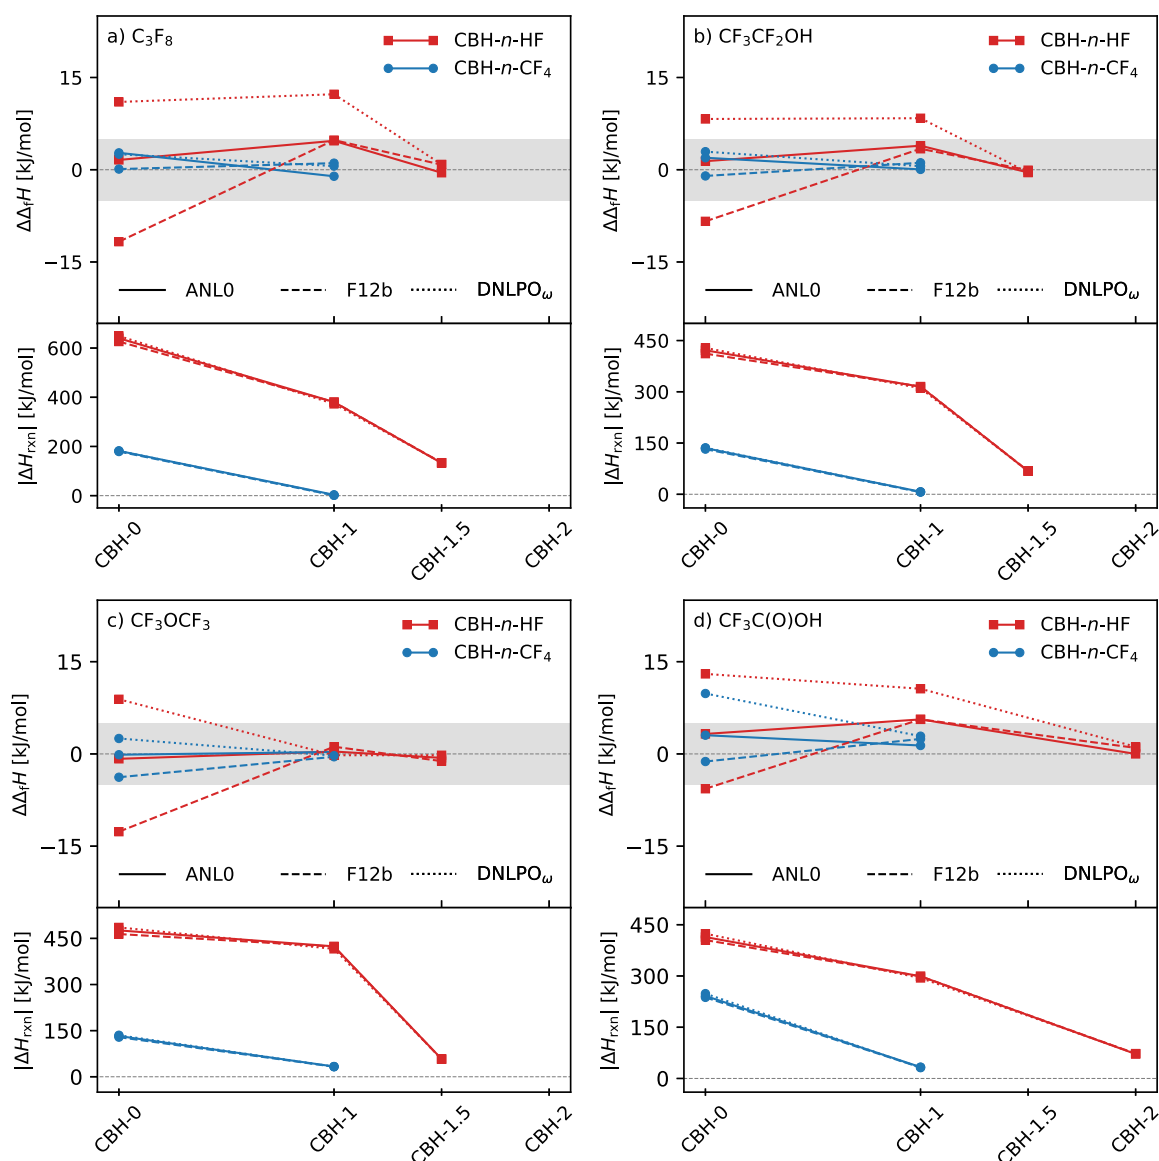 a) C₃F₈
CBH-n-HF
CBH-n-CF₄
15
0
−15
ΔΔfH [kJ/mol]
ANL0
F12b
DNLPOω
600
400
200
0
|ΔHrxn| [kJ/mol]
CBH-0
CBH-1
CBH-1.5
CBH-2
b) CF₃CF₂OH
CBH-n-HF
CBH-n-CF₄
15
0
−15
ΔΔfH [kJ/mol]
ANL0
F12b
DNLPOω
450
300
150
0
|ΔHrxn| [kJ/mol]
CBH-0
CBH-1
CBH-1.5
CBH-2
c) CF₃OCF₃
CBH-n-HF
CBH-n-CF₄
15
0
−15
ΔΔfH [kJ/mol]
ANL0
F12b
DNLPOω
450
300
150
0
|ΔHrxn| [kJ/mol]
CBH-0
CBH-1
CBH-1.5
CBH-2
d) CF₃C(O)OH
CBH-n-HF
CBH-n-CF₄
15
0
−15
ΔΔfH [kJ/mol]
ANL0
F12b
DNLPOω
450
300
150
0
|ΔHrxn| [kJ/mol]
CBH-0
CBH-1
CBH-1.5
CBH-2